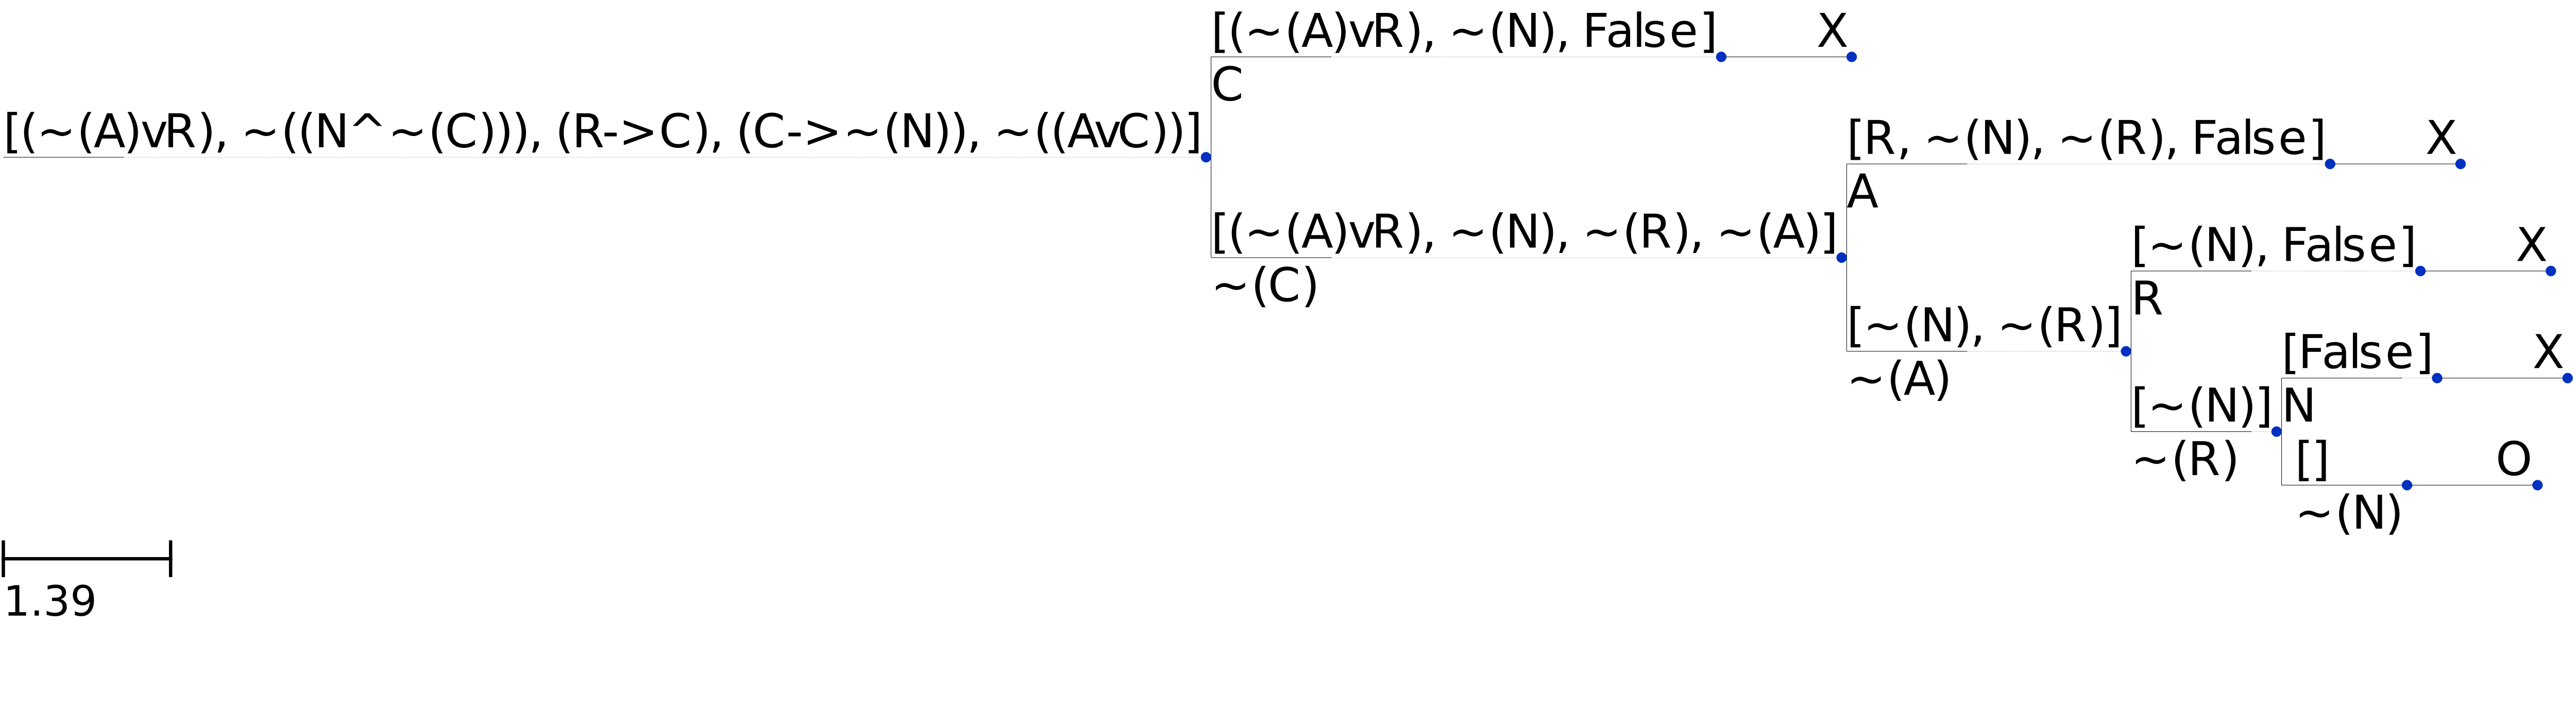 [(~(A)vR), ~(N), False] X
C
[(~(A)vR), ~((N^~(C))), (R->C), (C->~(N)), ~((AvC))]
[R, ~(N), ~(R), False] X
A
[(~(A)vR), ~(N), ~(R), ~(A)]
~(C)
[~(N), False] X
R
[~(N), ~(R)]
~(A)
[False] X
N
[~(N)]
~(R)
[] O
~(N)
1.39